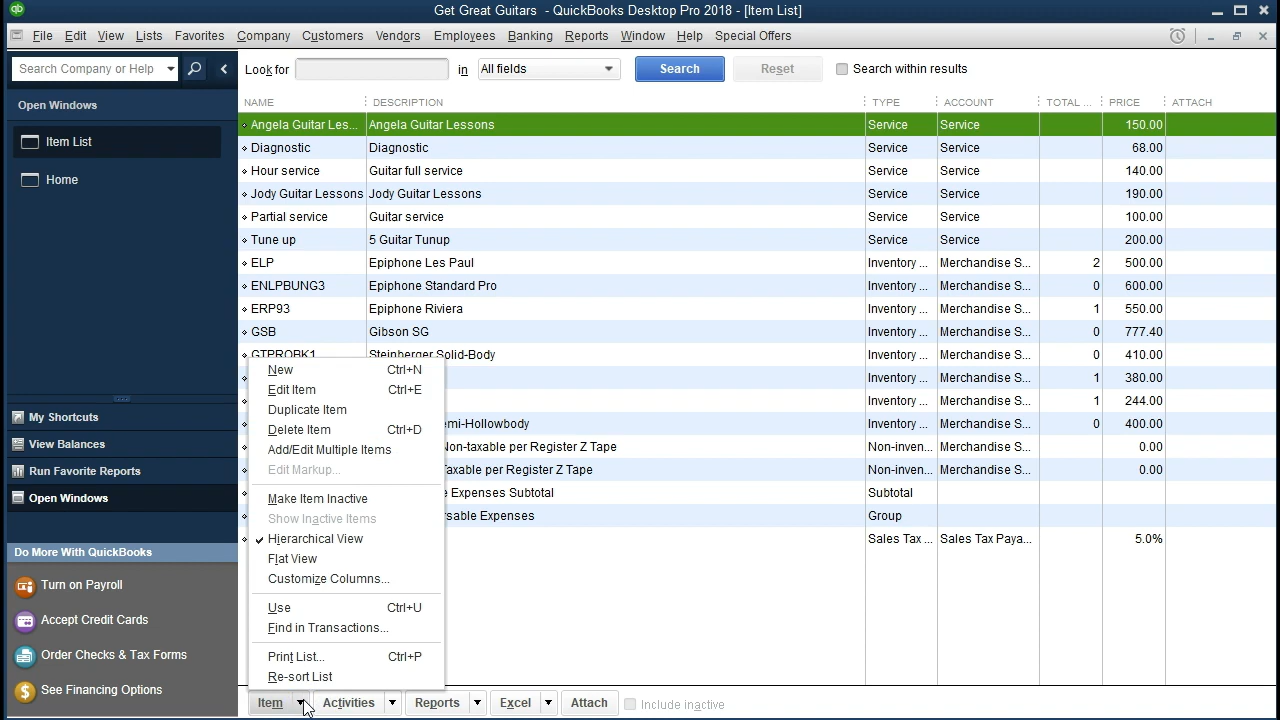 qb Get Great Guitars - QuickBooks Desktop Pro 2018 - [Item List]
File Edit View Lists Favorites Company Customers Vendors Employees Banking Reports Window Help Special Offers
Search Company or Help
Look for in All fields Search Reset Search within results
Open Windows
Item List
Home
My Shortcuts
View Balances
Run Favorite Reports
Open Windows
Do More With QuickBooks
Turn on Payroll
Accept Credit Cards
Order Checks & Tax Forms
See Financing Options
NAME DESCRIPTION TYPE ACCOUNT TOTAL ... PRICE ATTACH
Angela Guitar Les... Angela Guitar Lessons Service Service 150.00
Diagnostic Diagnostic Service Service 68.00
Hour service Guitar full service Service Service 140.00
Jody Guitar Lessons Jody Guitar Lessons Service Service 190.00
Partial service Guitar service Service Service 100.00
Tune up 5 Guitar Tunup Service Service 200.00
ELP Epiphone Les Paul Inventory ... Merchandise S... 2 500.00
ENLPBUNG3 Epiphone Standard Pro Inventory ... Merchandise S... 0 600.00
ERP93 Epiphone Riviera Inventory ... Merchandise S... 1 550.00
GSB Gibson SG Inventory ... Merchandise S... 0 777.40
GTPROBK1 Steinberger Solid-Body Inventory ... Merchandise S... 0 410.00
Inventory ... Merchandise S... 1 380.00
Inventory ... Merchandise S... 1 244.00
emi-Hollowbody Inventory ... Merchandise S... 0 400.00
Non-taxable per Register Z Tape Non-inven... Merchandise S... 0.00
Taxable per Register Z Tape Non-inven... Merchandise S... 0.00
e Expenses Subtotal Subtotal
rsable Expenses Group
Sales Tax ... Sales Tax Paya... 5.0%
New Ctrl+N
Edit Item Ctrl+E
Duplicate Item
Delete Item Ctrl+D
Add/Edit Multiple Items
Edit Markup...
Make Item Inactive
Show Inactive Items
Hierarchical View
Flat View
Customize Columns...
Use Ctrl+U
Find in Transactions...
Print List... Ctrl+P
Re-sort List
Item Activities Reports Excel Attach Include inactive